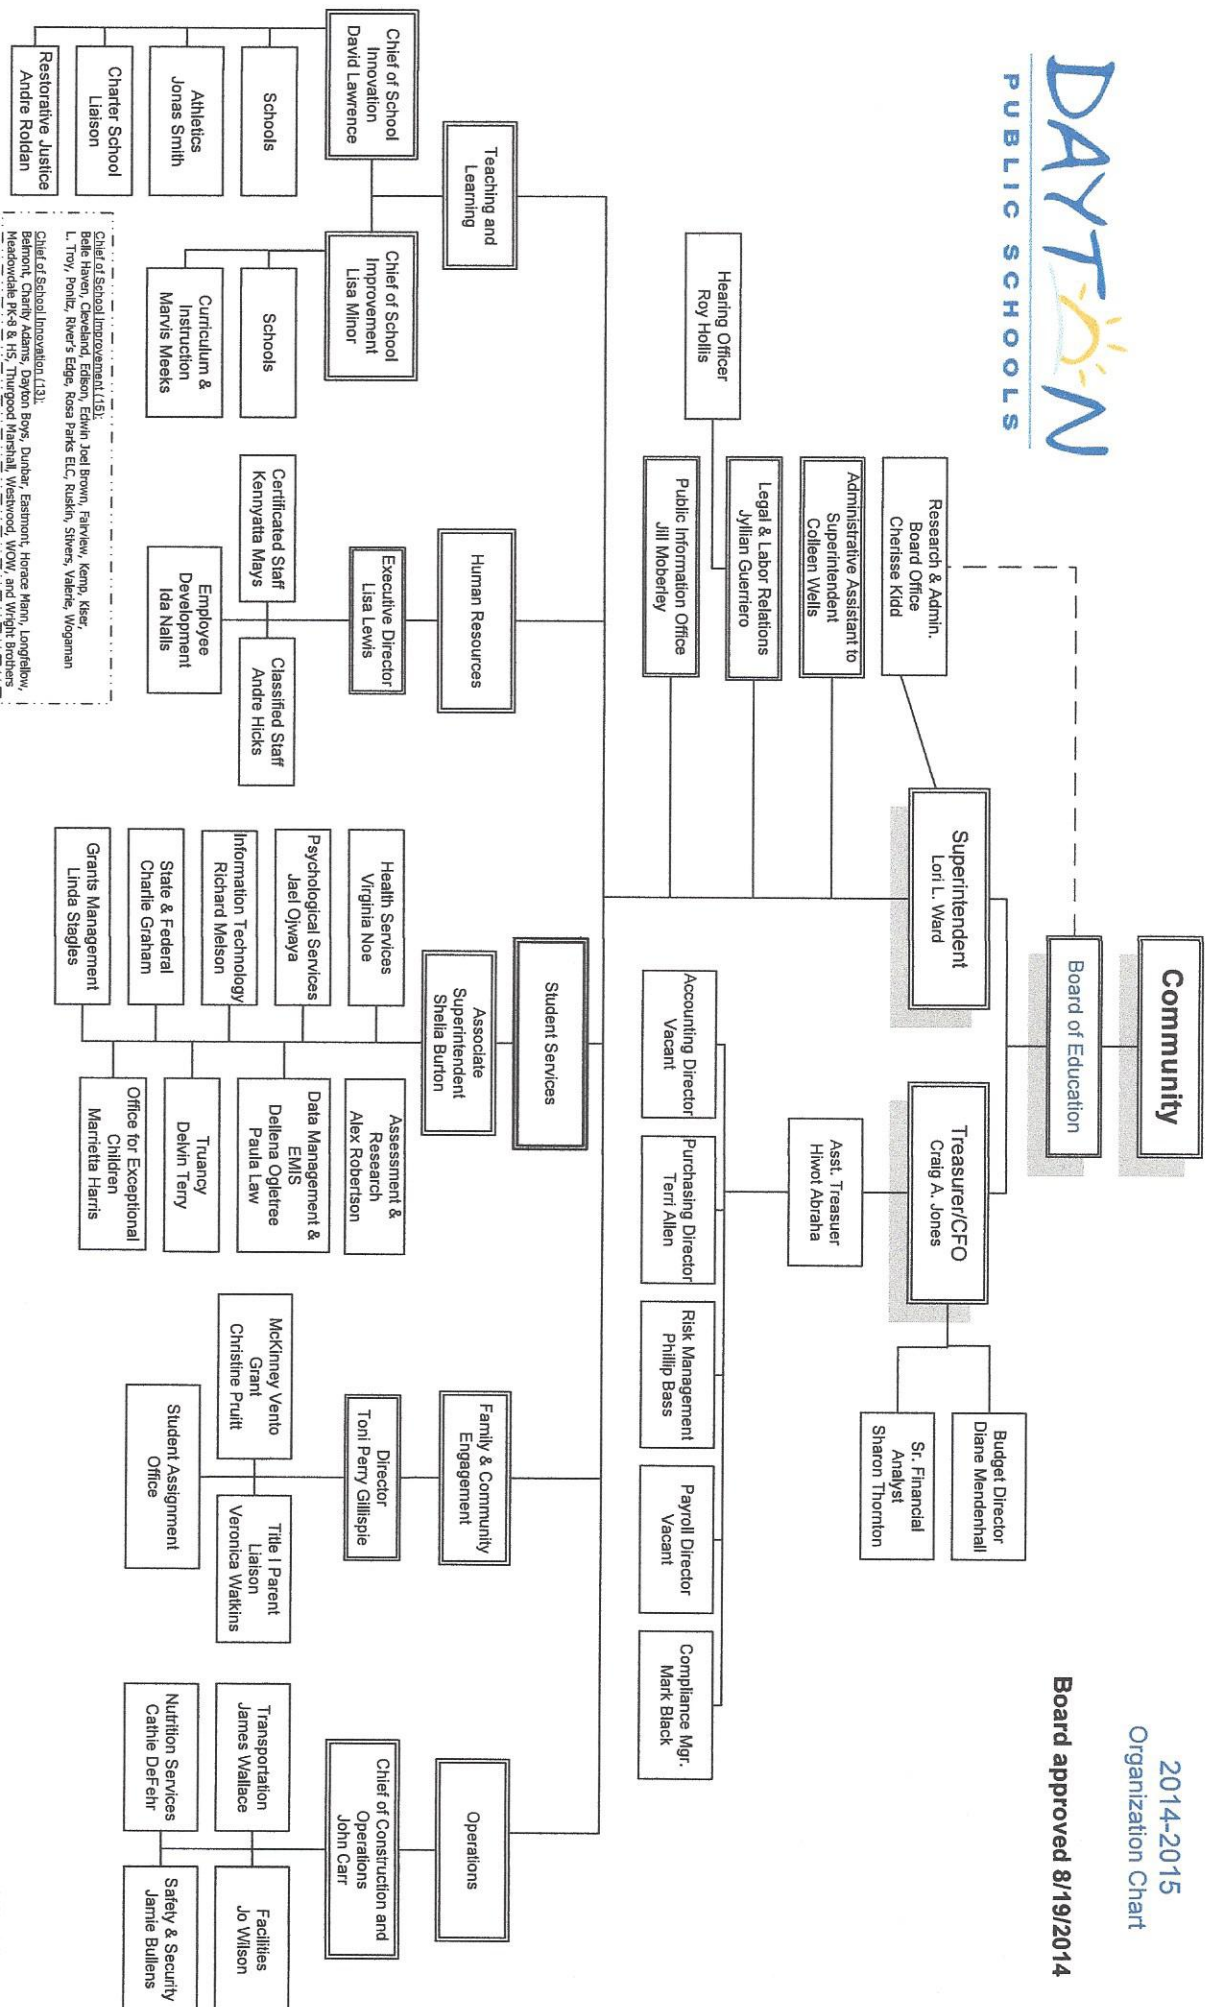 DAYTON
PUBLIC SCHOOLS
2014-2015
Organization Chart
Board approved 8/19/2014
Community
Board of Education
Superintendent
Lori L. Ward
Treasurer/CFO
Craig A. Jones
Budget Director
Diane Mendenhall
Sr. Financial
Analyst
Sharon Thornton
Research & Admin.
Board Office
Cherisse Kidd
Administrative Assistant to
Superintendent
Colleen Wells
Legal & Labor Relations
Jyllian Guerriero
Hearing Officer
Roy Hollis
Public Information Office
Jill Moberley
Asst. Treasuer
Hiwot Abraha
Accounting Director
Vacant
Purchasing Director
Terri Allen
Risk Management
Phillip Bass
Payroll Director
Vacant
Compliance Mgr.
Mark Black
Teaching and
Learning
Chief of School
Innovation
David Lawrence
Schools
Athletics
Jonas Smith
Charter School
Liaison
Restorative Justice
Andre Roldan
Chief of School
Improvement
Lisa Minor
Schools
Curriculum &
Instruction
Marvis Meeks
Human Resources
Executive Director
Lisa Lewis
Certificated Staff
Kennyatta Mays
Classified Staff
Andre Hicks
Employee
Development
Ida Nalls
Student Services
Associate
Superintendent
Shelia Burton
Health Services
Virginia Noe
Assessment &
Research
Alex Robertson
Psychological Services
Jael Ojwaya
Data Management &
EMIS
Dellena Ogletree
Paula Law
Information Technology
Richard Melson
Truancy
Delvin Terry
State & Federal
Charlie Graham
Office for Exceptional
Children
Marrietta Harris
Grants Management
Linda Stagles
Family & Community
Engagement
Director
Toni Perry Gillispie
McKinney Vento
Grant
Christine Pruitt
Title I Parent
Liaison
Veronica Watkins
Student Assignment
Office
Operations
Chief of Construction and
Operations
John Carr
Transportation
James Wallace
Facilities
Jo Wilson
Nutrition Services
Cathie DeFehr
Safety & Security
Jamie Bullens
Chief of School Improvement (15):
Belle Haven, Cleveland, Edison, Edwin Joel Brown, Fairview, Kemp, Kiser,
L. Troy, Ponitz, River's Edge, Rosa Parks ELC, Ruskin, Stivers, Valerie, Wogaman
Chief of School Innovation (13):
Belmont, Charity Adams, Dayton Boys, Dunbar, Eastmont, Horace Mann, Longfellow,
Meadowdale PK-8 & HS, Thurgood Marshall, Westwood, WOW, and Wright Brothers